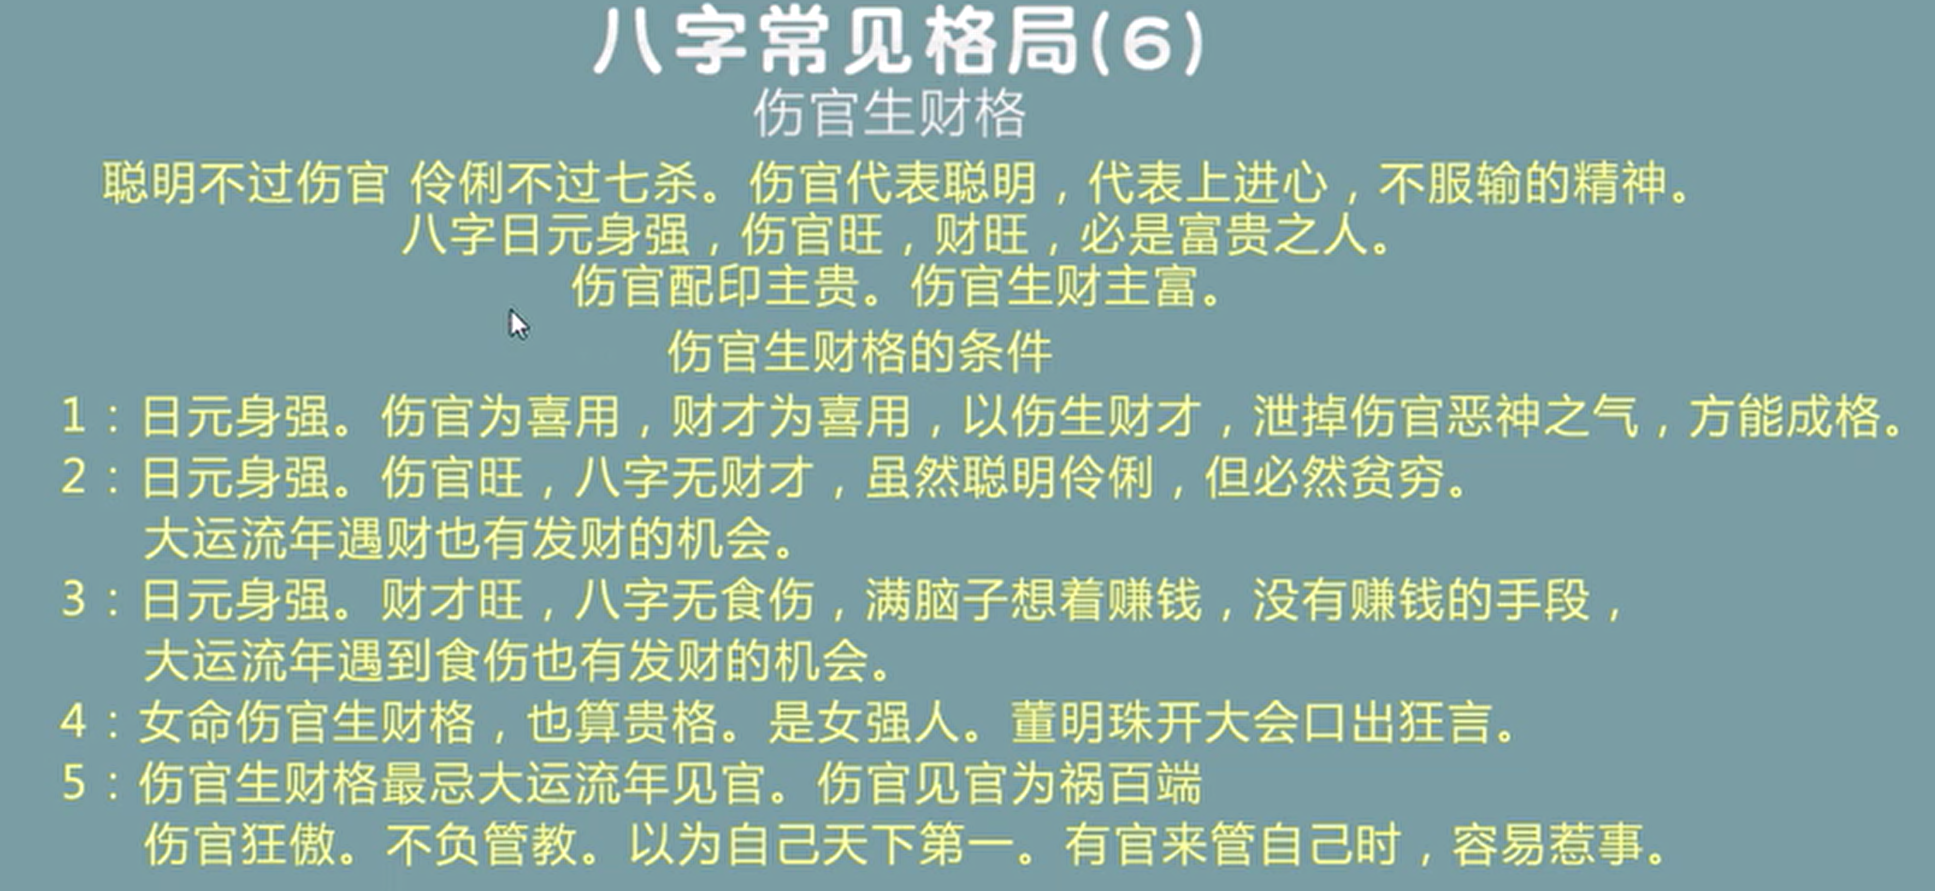 八字常见格局(6)
伤官生财格
聪明不过伤官 伶俐不过七杀。伤官代表聪明，代表上进心，不服输的精神。
八字日元身强，伤官旺，财旺，必是富贵之人。
伤官配印主贵。伤官生财主富。
伤官生财格的条件
1：日元身强。伤官为喜用，财才为喜用，以伤生财才，泄掉伤官恶神之气，方能成格。
2：日元身强。伤官旺，八字无财才，虽然聪明伶俐，但必然贫穷。
大运流年遇财也有发财的机会。
3：日元身强。财才旺，八字无食伤，满脑子想着赚钱，没有赚钱的手段，
大运流年遇到食伤也有发财的机会。
4：女命伤官生财格，也算贵格。是女强人。董明珠开大会口出狂言。
5：伤官生财格最忌大运流年见官。伤官见官为祸百端
伤官狂傲。不负管教。以为自己天下第一。有官来管自己时，容易惹事。